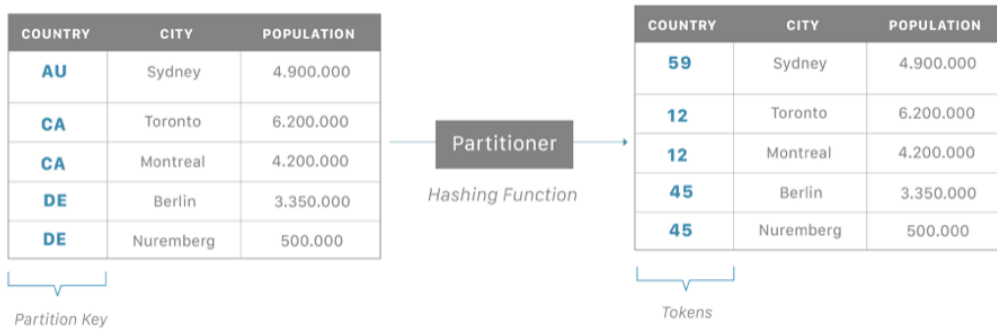 COUNTRY CITY POPULATION
AU Sydney 4.900.000
CA Toronto 6.200.000
CA Montreal 4.200.000
DE Berlin 3.350.000
DE Nuremberg 500.000
Partition Key
Partitioner
Hashing Function
COUNTRY CITY POPULATION
59 Sydney 4.900.000
12 Toronto 6.200.000
12 Montreal 4.200.000
45 Berlin 3.350.000
45 Nuremberg 500.000
Tokens